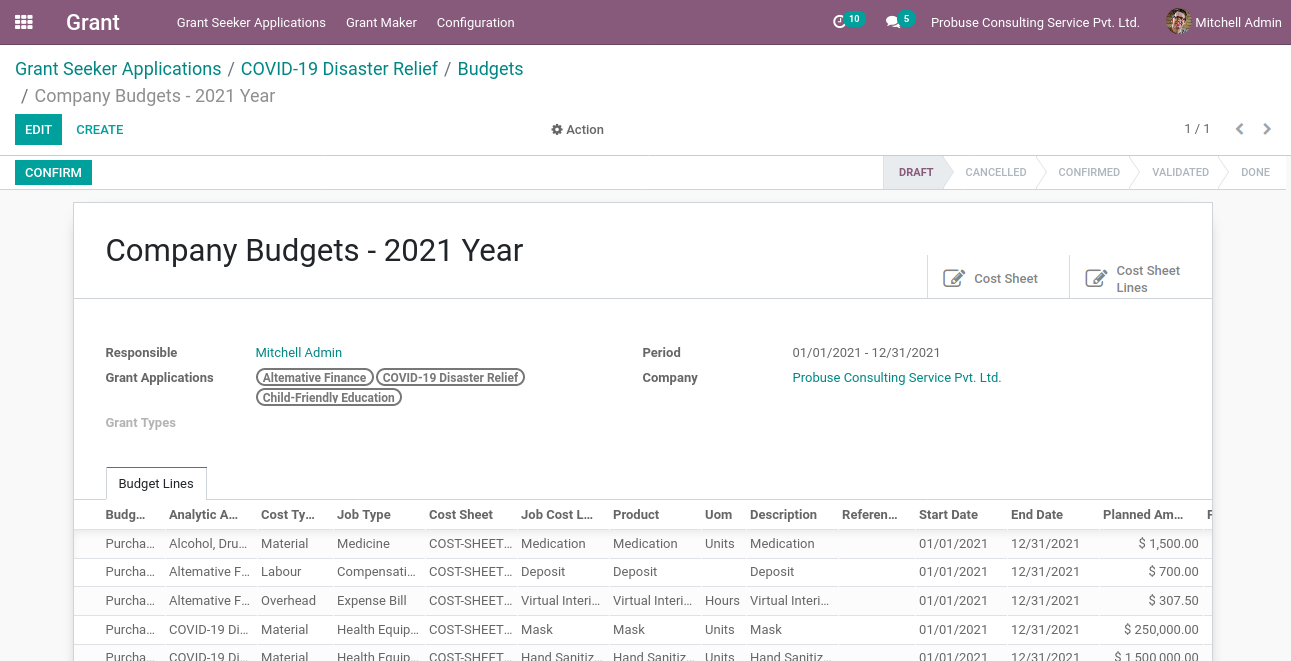 Grant Grant Seeker Applications Grant Maker Configuration 10 5 Probuse Consulting Service Pvt. Ltd. Mitchell Admin
Grant Seeker Applications / COVID-19 Disaster Relief / Budgets
/ Company Budgets - 2021 Year
EDIT CREATE Action 1 / 1
CONFIRM DRAFT CANCELLED CONFIRMED VALIDATED DONE
Company Budgets - 2021 Year
Cost Sheet
Cost Sheet Lines
Responsible Mitchell Admin Period 01/01/2021 - 12/31/2021
Grant Applications Altemative Finance COVID-19 Disaster Relief Company Probuse Consulting Service Pvt. Ltd.
Child-Friendly Education
Grant Types
Budget Lines
Budg... Analytic A... Cost Ty... Job Type Cost Sheet Job Cost L... Product Uom Description Referen... Start Date End Date Planned Am...
Purcha... Alcohol, Dru... Material Medicine COST-SHEET... Medication Medication Units Medication 01/01/2021 12/31/2021 $ 1,500.00
Purcha... Altemative F... Labour Compensati... COST-SHEET... Deposit Deposit Deposit 01/01/2021 12/31/2021 $ 700.00
Purcha... Altemative F... Overhead Expense Bill COST-SHEET... Virtual Interi... Virtual Interi... Hours Virtual Interi... 01/01/2021 12/31/2021 $ 307.50
Purcha... COVID-19 Di... Material Health Equip... COST-SHEET... Mask Mask Units Mask 01/01/2021 12/31/2021 $ 250,000.00
Purcha... COVID-19 Di... Material Health Equip... COST-SHEET... Hand Sanitiz... Hand Sanitiz... Units Hand Sanitiz... 01/01/2021 12/31/2021 $ 1,500,000.00